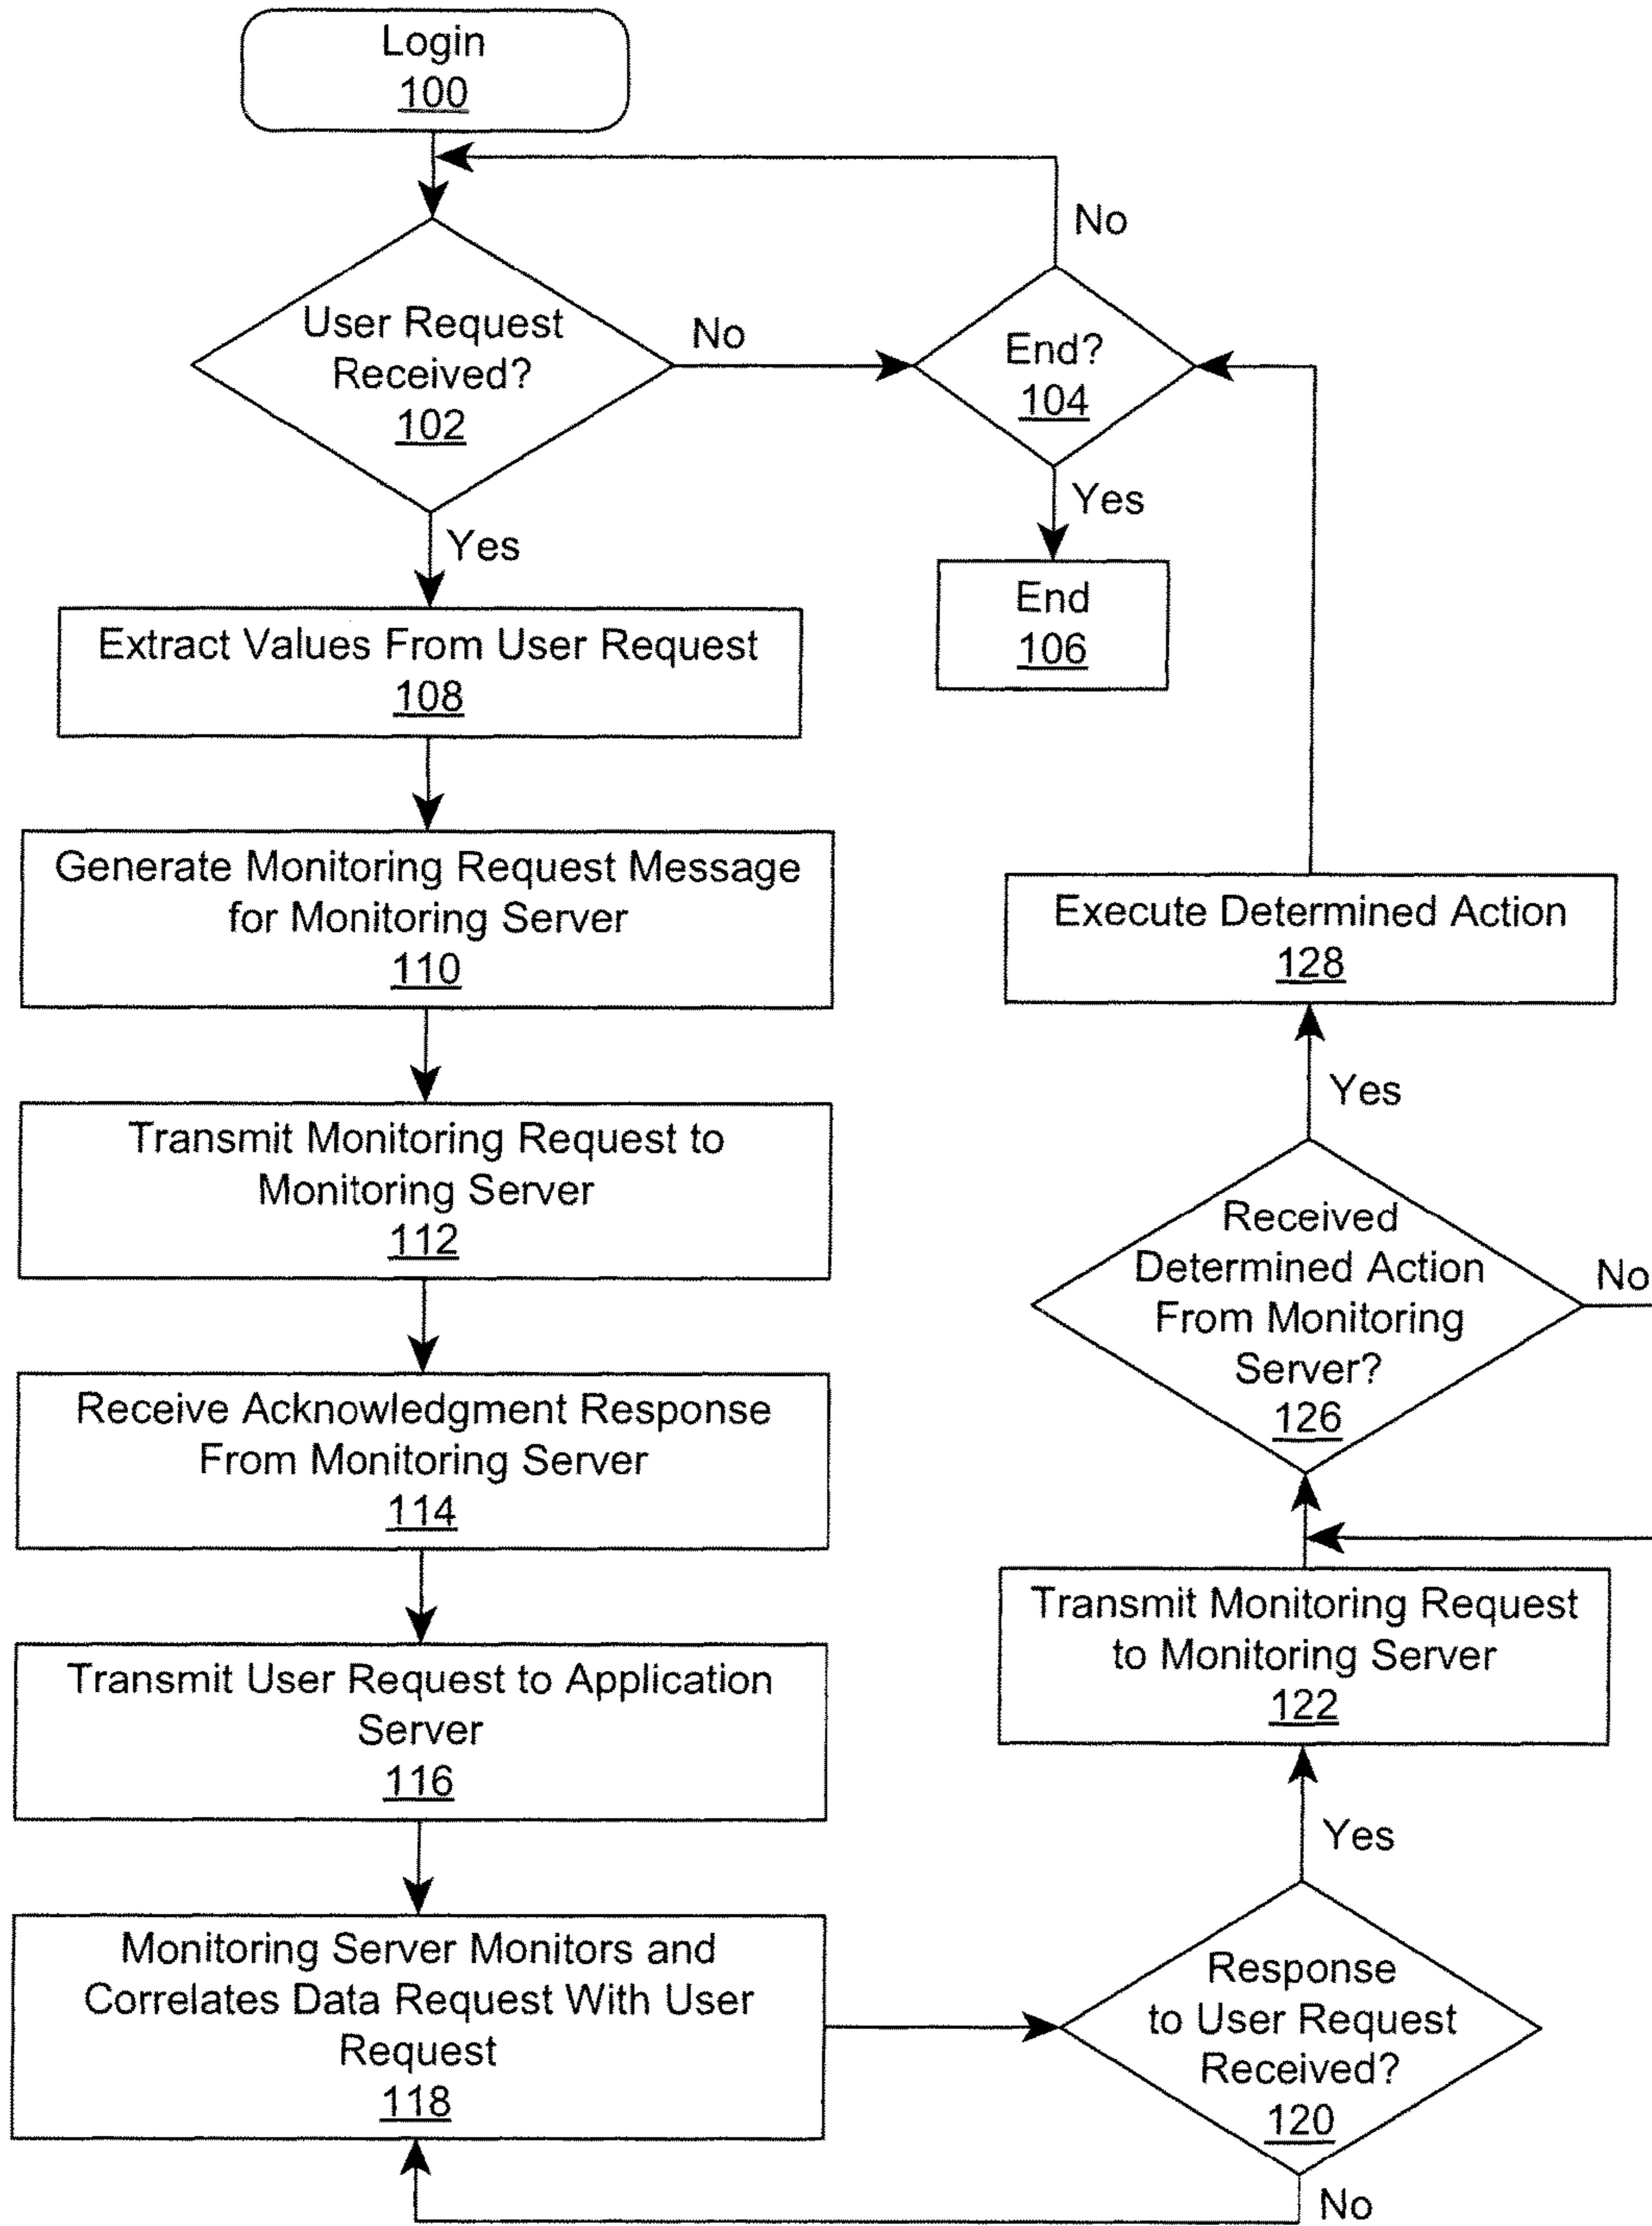 Login
100
No
User Request
Received?
102
No
End?
104
Yes
Yes
End
106
Extract Values From User Request
108
Generate Monitoring Request Message
for Monitoring Server
110
Execute Determined Action
128
Yes
Transmit Monitoring Request to
Monitoring Server
112
Received
Determined Action
From Monitoring
Server?
126
No
Receive Acknowledgment Response
From Monitoring Server
114
Transmit Monitoring Request
to Monitoring Server
122
Transmit User Request to Application
Server
116
Yes
Monitoring Server Monitors and
Correlates Data Request With User
Request
118
Response
to User Request
Received?
120
No